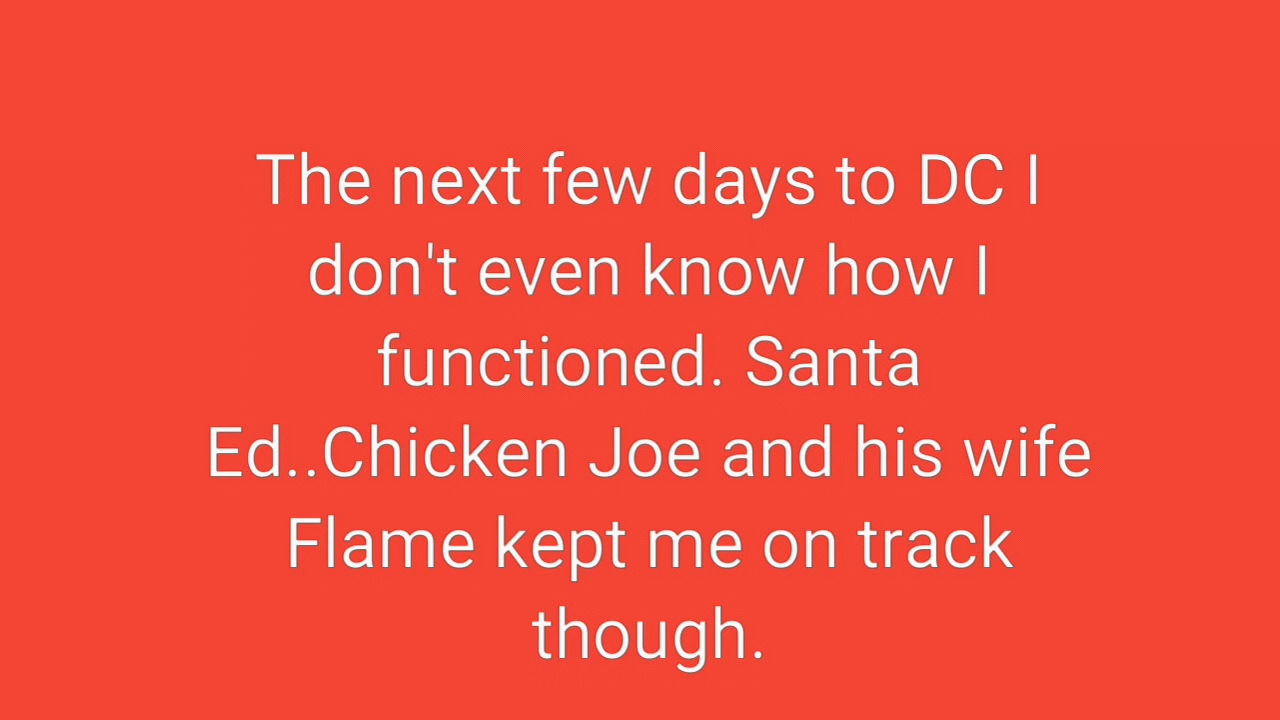 The next few days to DC I
don't even know how I
functioned. Santa
Ed..Chicken Joe and his wife
Flame kept me on track
though.